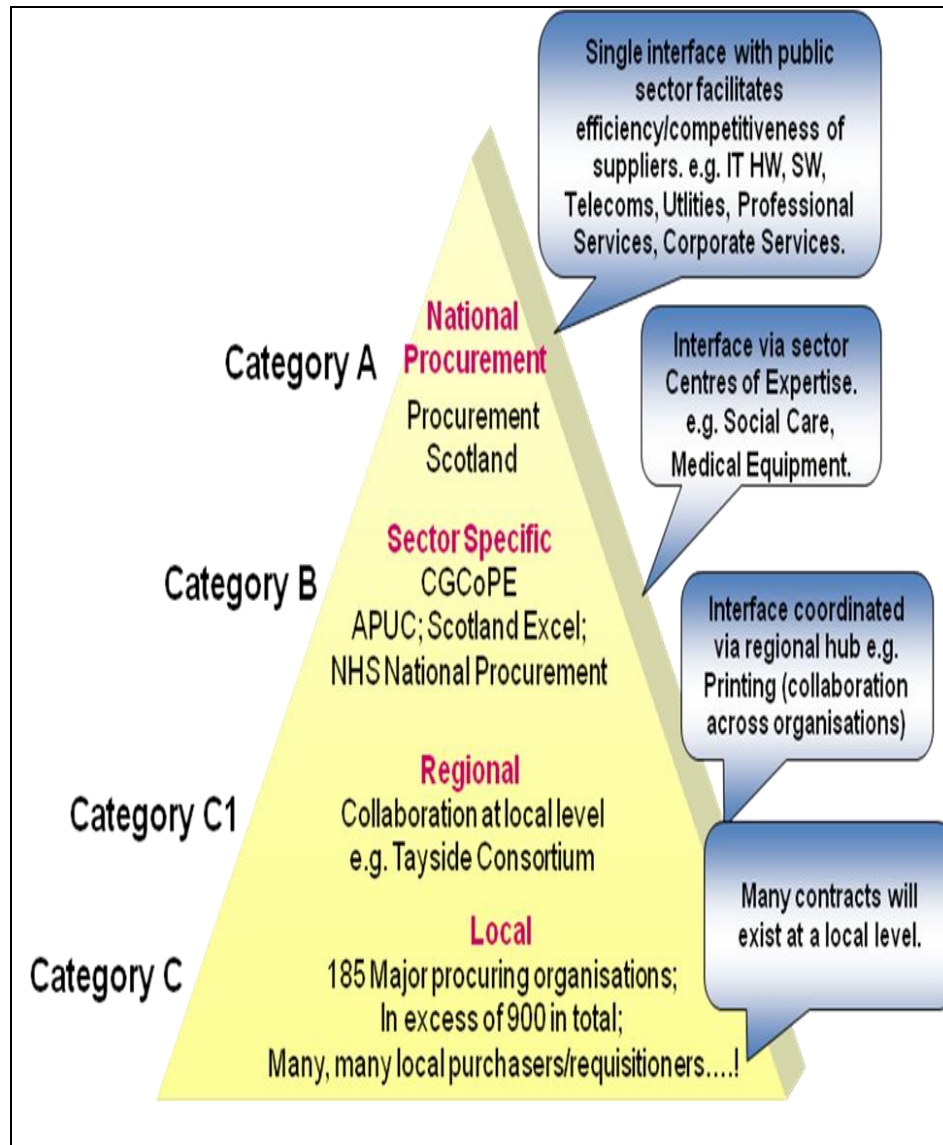 Single interface with public
sector facilitates
efficiency/competitiveness of
suppliers. e.g. IT HW, SW,
Telecoms, Utlities, Professional
Services, Corporate Services.
Category A
National
Procurement
Procurement
Scotland
Interface via sector
Centres of Expertise.
e.g. Social Care,
Medical Equipment.
Category B
Sector Specific
CGCoPE
APUC; Scotland Excel;
NHS National Procurement
Interface coordinated
via regional hub e.g.
Printing (collaboration
across organisations)
Category C1
Regional
Collaboration at local level
e.g. Tayside Consortium
Many contracts will
exist at a local level.
Category C
Local
185 Major procuring organisations;
In excess of 900 in total;
Many, many local purchasers/requisitioners....!